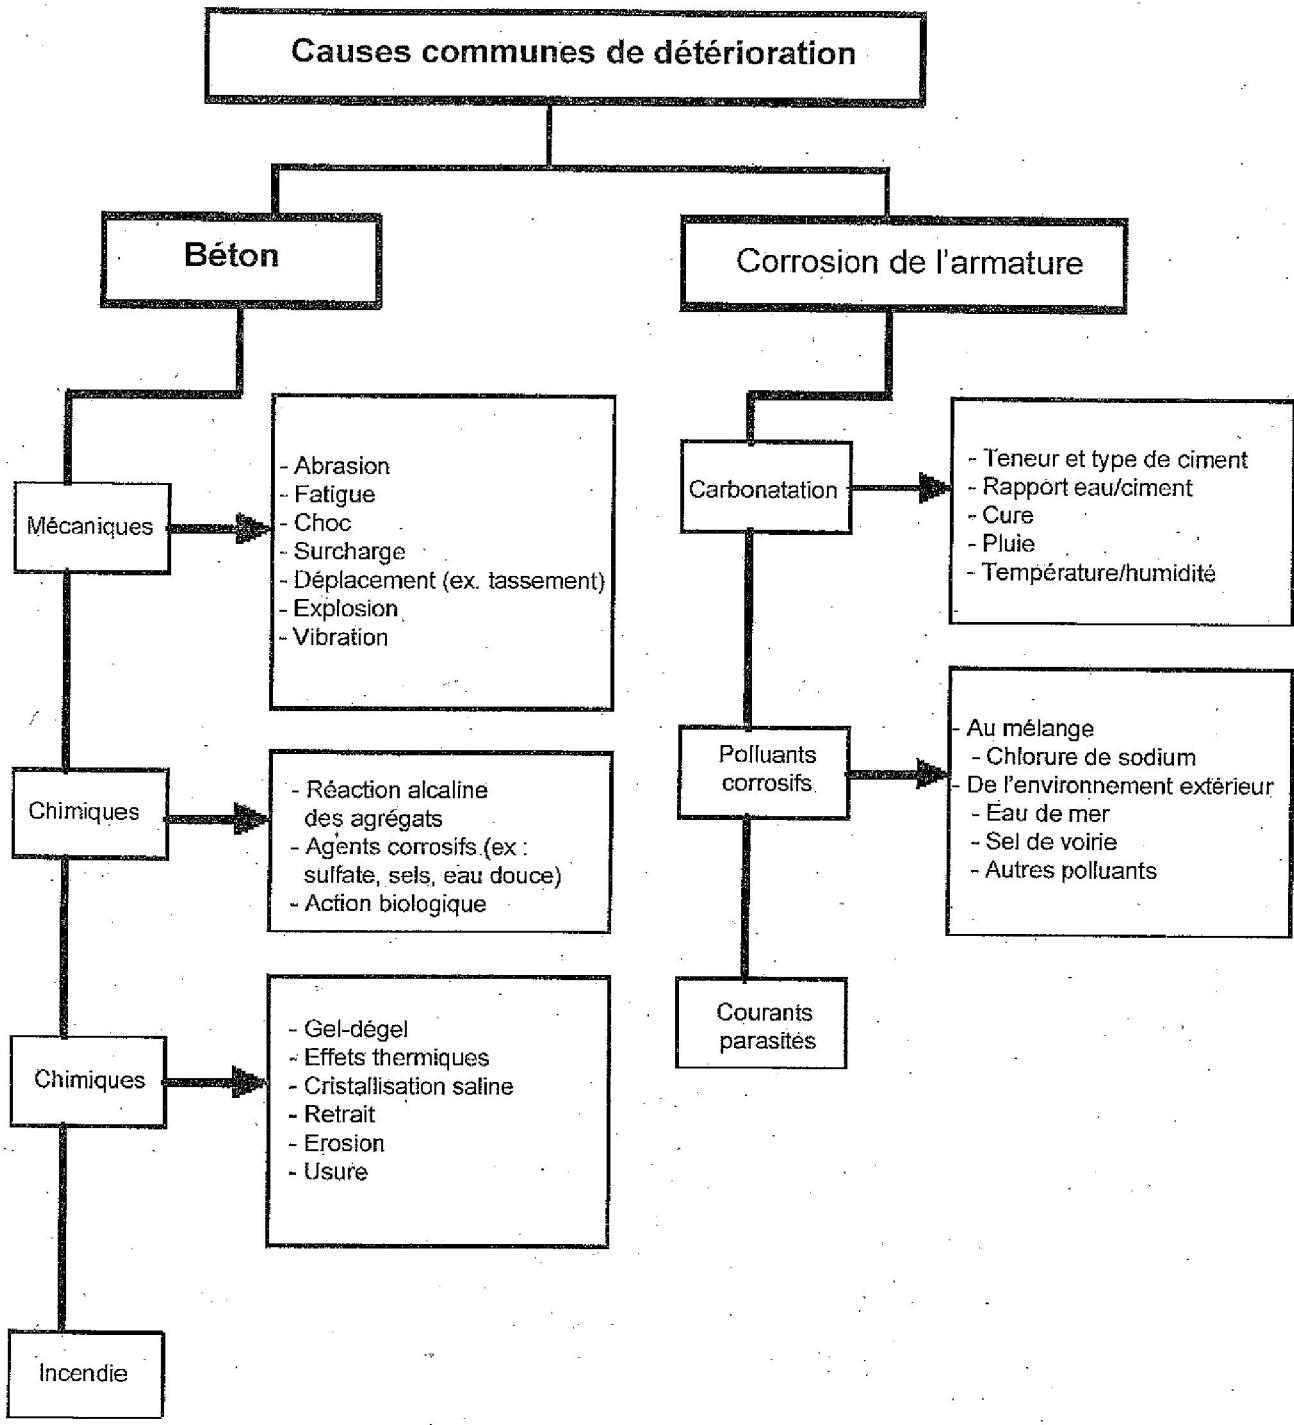 Causes communes de détérioration
Béton
Corrosion de l'armature
Mécaniques
- Abrasion
- Fatigue
- Choc
- Surcharge
- Déplacement (ex. tassement)
- Explosion
- Vibration
Chimiques
- Réaction alcaline
des agrégats
- Agents corrosifs (ex :
sulfate, sels, eau douce)
- Action biologique
Chimiques
- Gel-dégel
- Effets thermiques
- Cristallisation saline
- Retrait
- Erosion
- Usure
Incendie
Carbonatation
- Teneur et type de ciment
- Rapport eau/ciment
- Cure
- Pluie
- Température/humidité
Polluants
corrosifs
- Au mélange
- Chlorure de sodium
- De l'environnement extérieur
- Eau de mer
- Sel de voirie
- Autres polluants
Courants
parasités